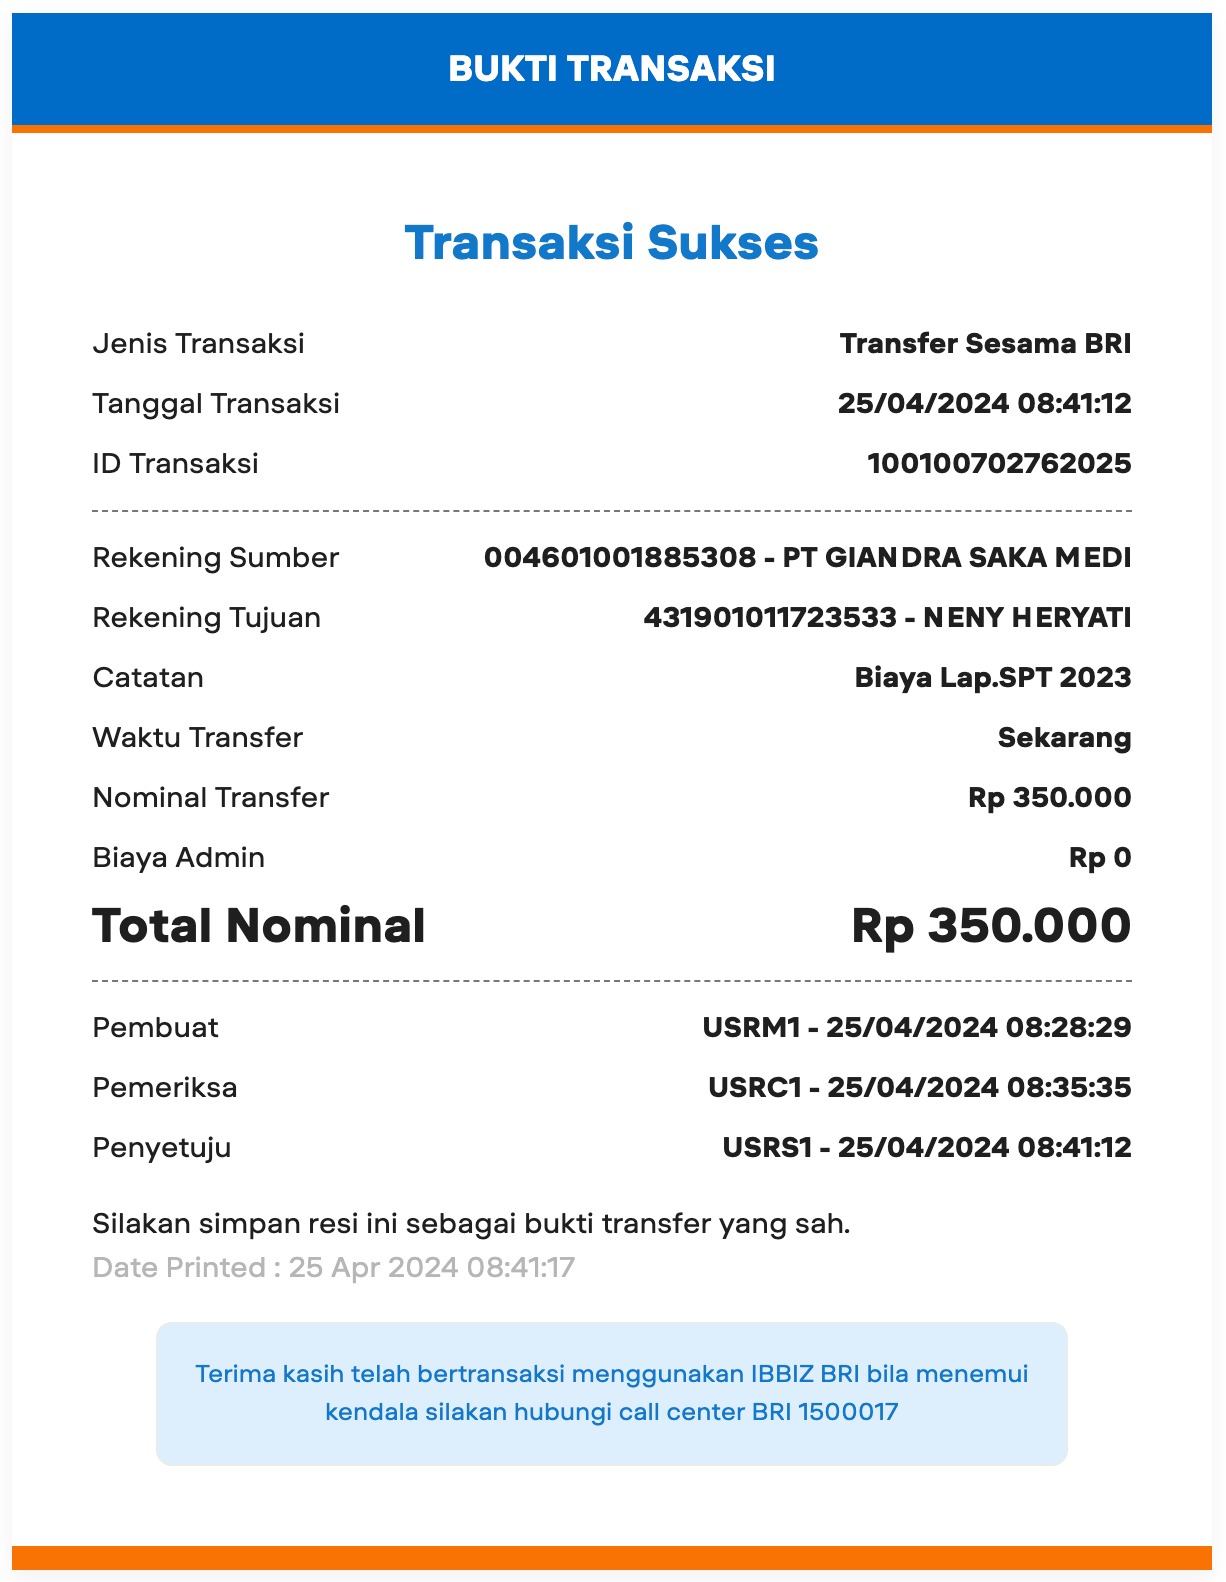 BUKTI TRANSAKSI
Transaksi Sukses
Jenis Transaksi Transfer Sesama BRI
Tanggal Transaksi 25/04/2024 08:41:12
ID Transaksi 100100702762025
Rekening Sumber 004601001885308 - PT GIANDRA SAKA MEDI
Rekening Tujuan 431901011723533 - NENY HERYATI
Catatan Biaya Lap.SPT 2023
Waktu Transfer Sekarang
Nominal Transfer Rp 350.000
Biaya Admin Rp 0
Total Nominal Rp 350.000
Pembuat USRM1 - 25/04/2024 08:28:29
Pemeriksa USRC1 - 25/04/2024 08:35:35
Penyetuju USRS1 - 25/04/2024 08:41:12
Silakan simpan resi ini sebagai bukti transfer yang sah.
Date Printed : 25 Apr 2024 08:41:17
Terima kasih telah bertransaksi menggunakan IBBIZ BRI bila menemui
kendala silakan hubungi call center BRI 1500017